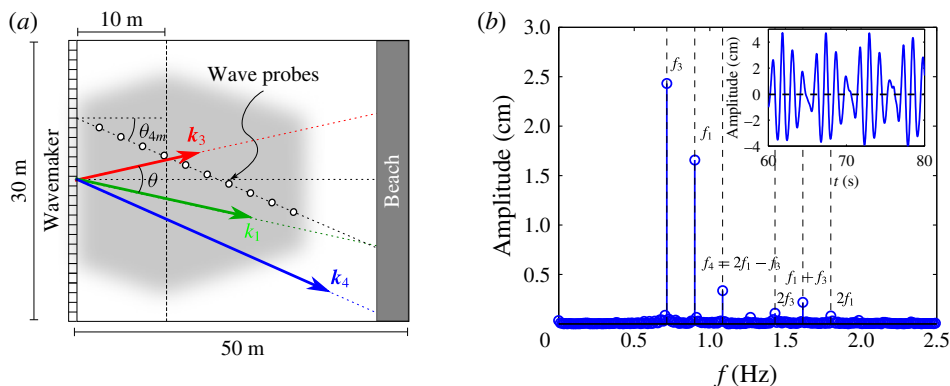 (a)
10 m
Wave probes
θ4m
k3
θ
k1
k4
Wavemaker
30 m
Beach
50 m
(b)
3.0
2.5
2.0
1.5
1.0
0.5
0
Amplitude (cm)
f3
f1
f4 = 2f1 − f3
2f3
f1 + f3
2f1
0.5
1.0
1.5
2.0
2.5
f (Hz)
Amplitude (cm)
4
2
0
−2
−4
60
70
80
t (s)